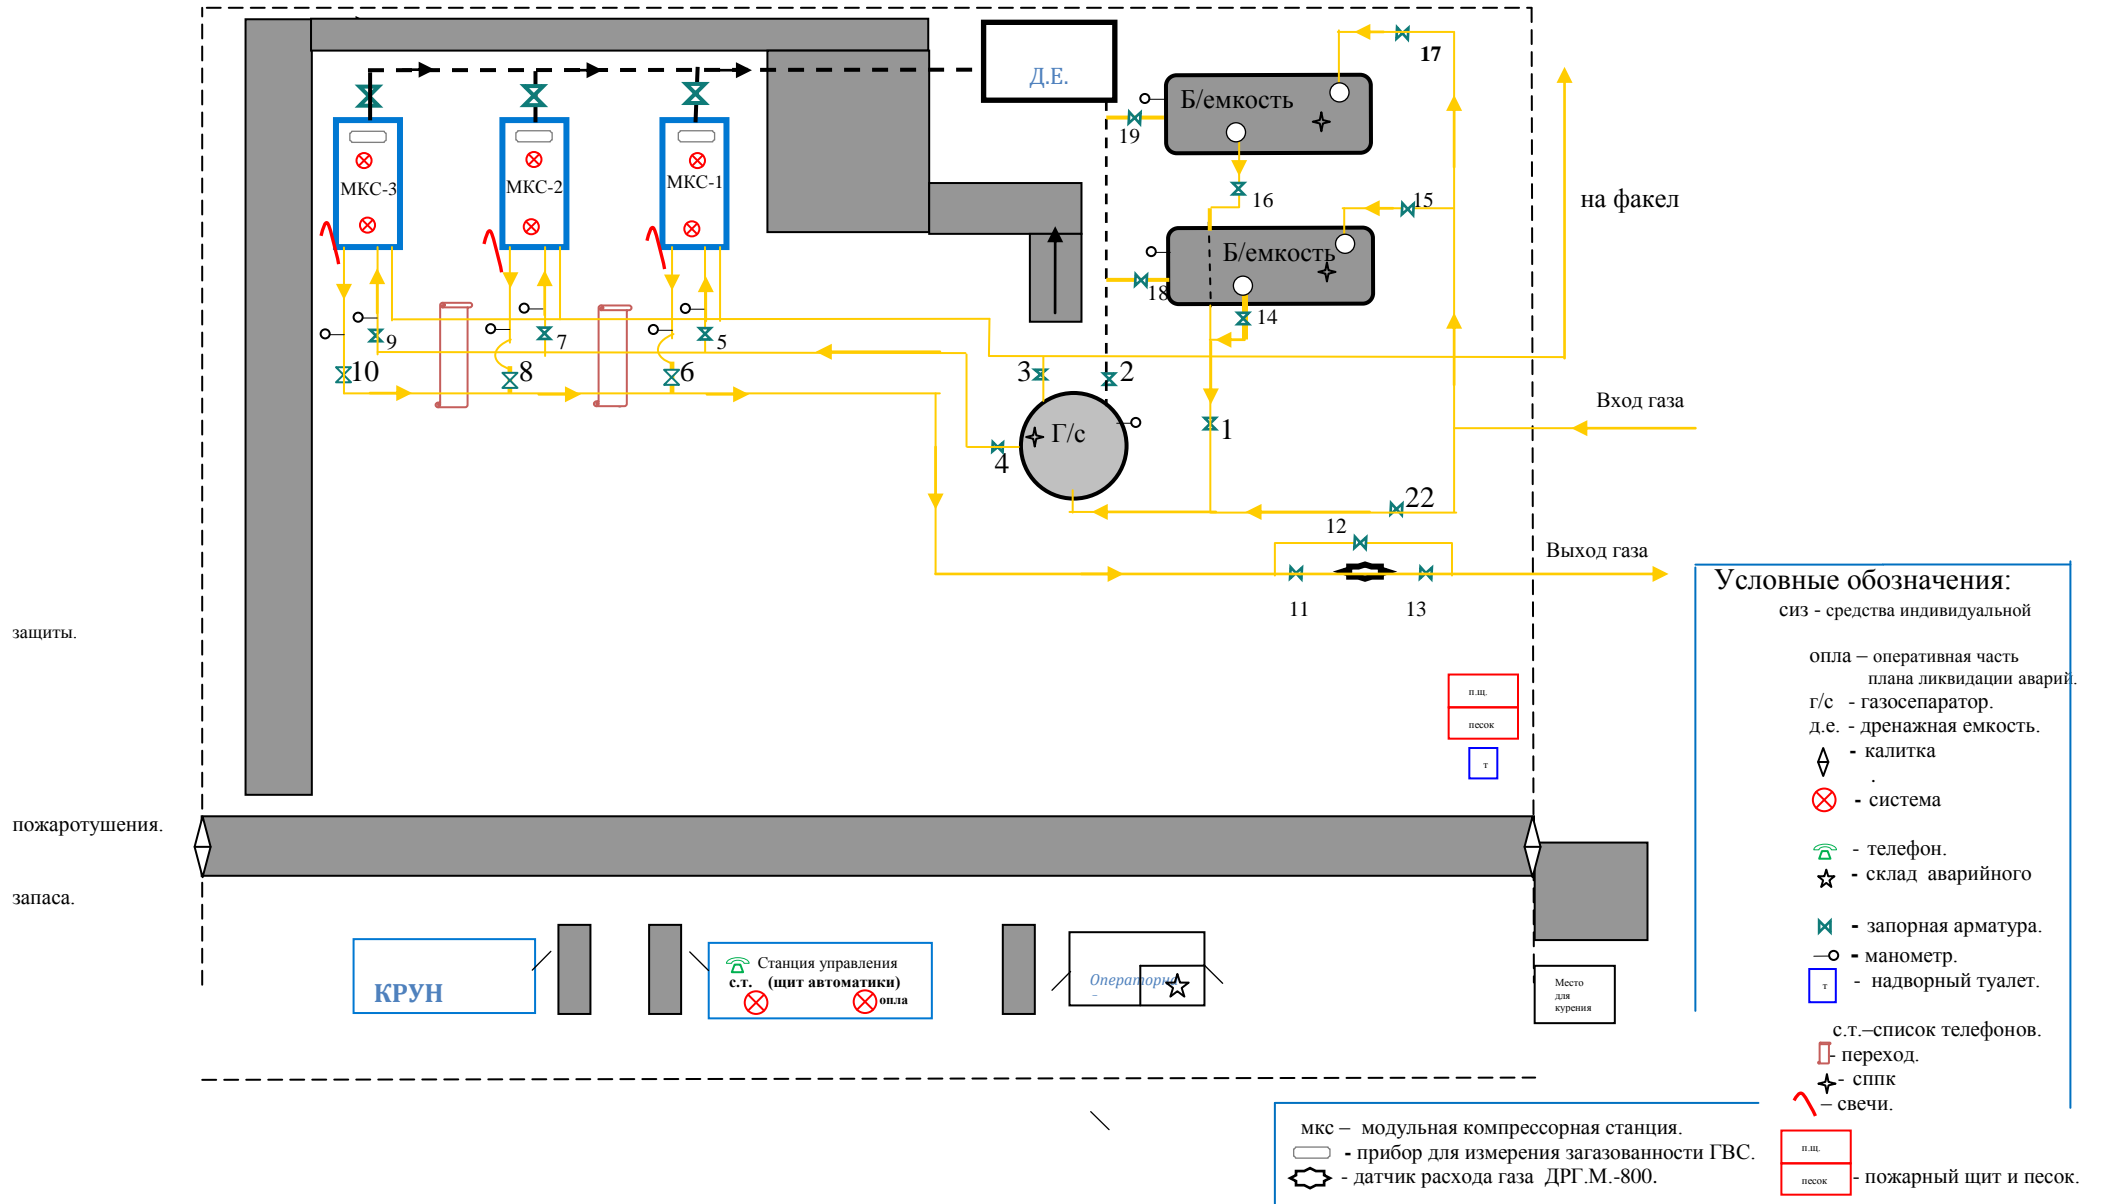 17
Д.Е.
Б/емкость
19
МКС-3
МКС-2
МКС-1
16
15
на факел
Б/емкость
18
14
9
7
5
10
8
6
3
2
Вход газа
1
Г/с
4
22
12
Выход газа
11
13
Условные обозначения:
сиз - средства индивидуальной
защиты.
опла – оперативная часть
плана ликвидации аварий.
г/с - газосепаратор.
д.е. - дренажная емкость.
- калитка
.
- система
пожаротушения.
- телефон.
- склад аварийного
запаса.
- запорная арматура.
- манометр.
т - надворный туалет.
с.т.–список телефонов.
- переход.
- сппк
– свечи.
п.щ.
песок - пожарный щит и песок.
п.щ.
песок
т
КРУН
Станция управления
с.т. (щит автоматики)
опла
Операторн
Место
для
курения
мкс – модульная компрессорная станция.
- прибор для измерения загазованности ГВС.
- датчик расхода газа ДРГ.М.-800.